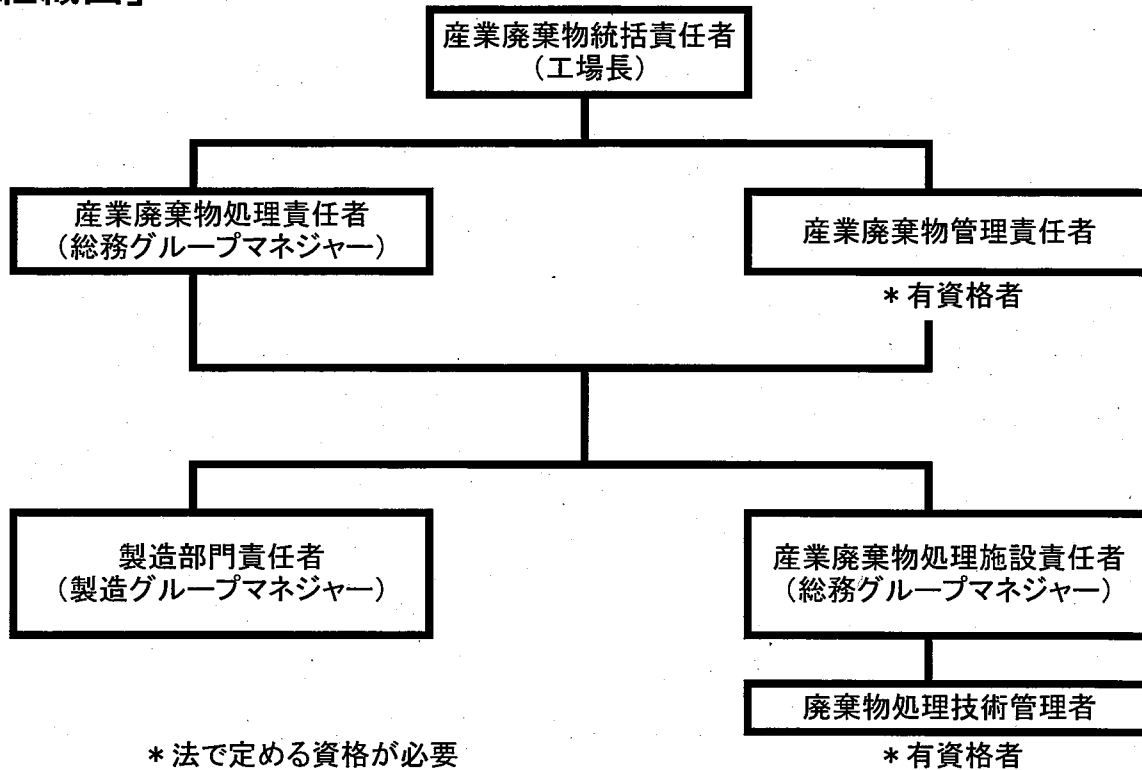 産業廃棄物統括責任者
(工場長)
産業廃棄物処理責任者
(総務グループマネジャー)
産業廃棄物管理責任者
*有資格者
製造部門責任者
(製造グループマネジャー)
産業廃棄物処理施設責任者
(総務グループマネジャー)
廃棄物処理技術管理者
*法で定める資格が必要
*有資格者